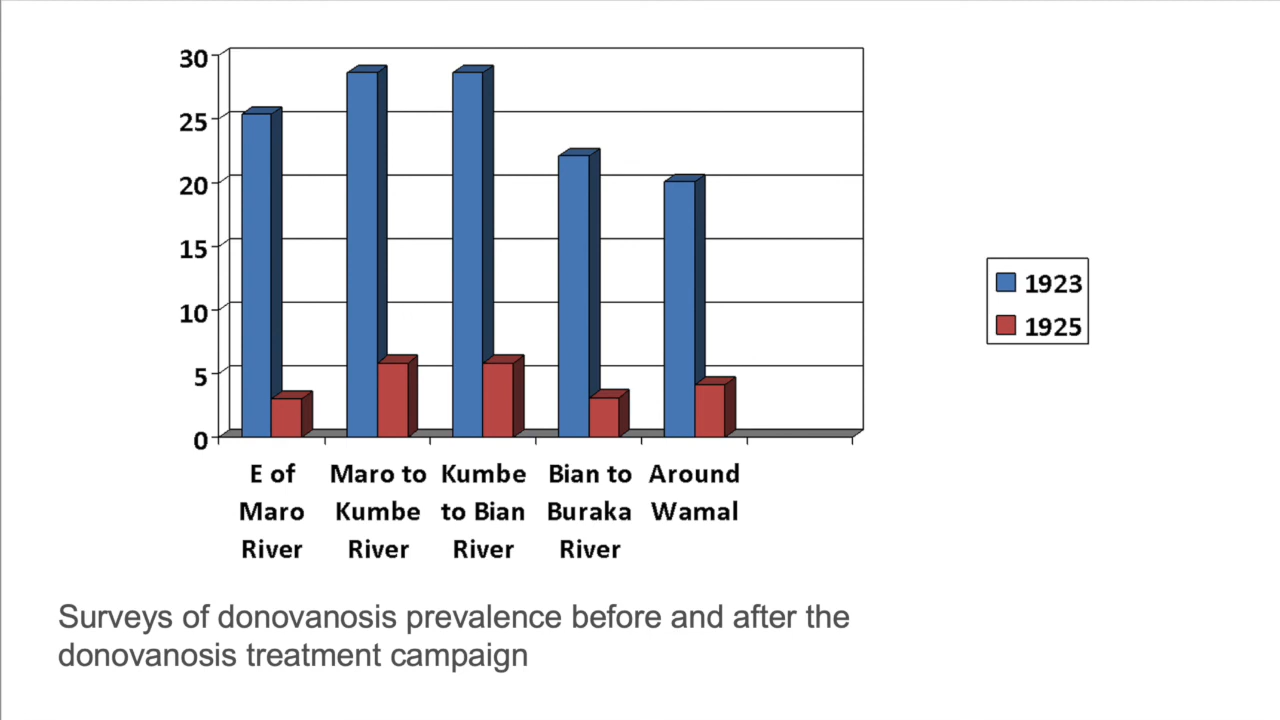 30
25
20
15
10
5
0
E of
Maro
River
Maro to
Kumbe
River
Kumbe
to Bian
River
Bian to
Buraka
River
Around
Wamal
1923
1925
Surveys of donovanosis prevalence before and after the
donovanosis treatment campaign